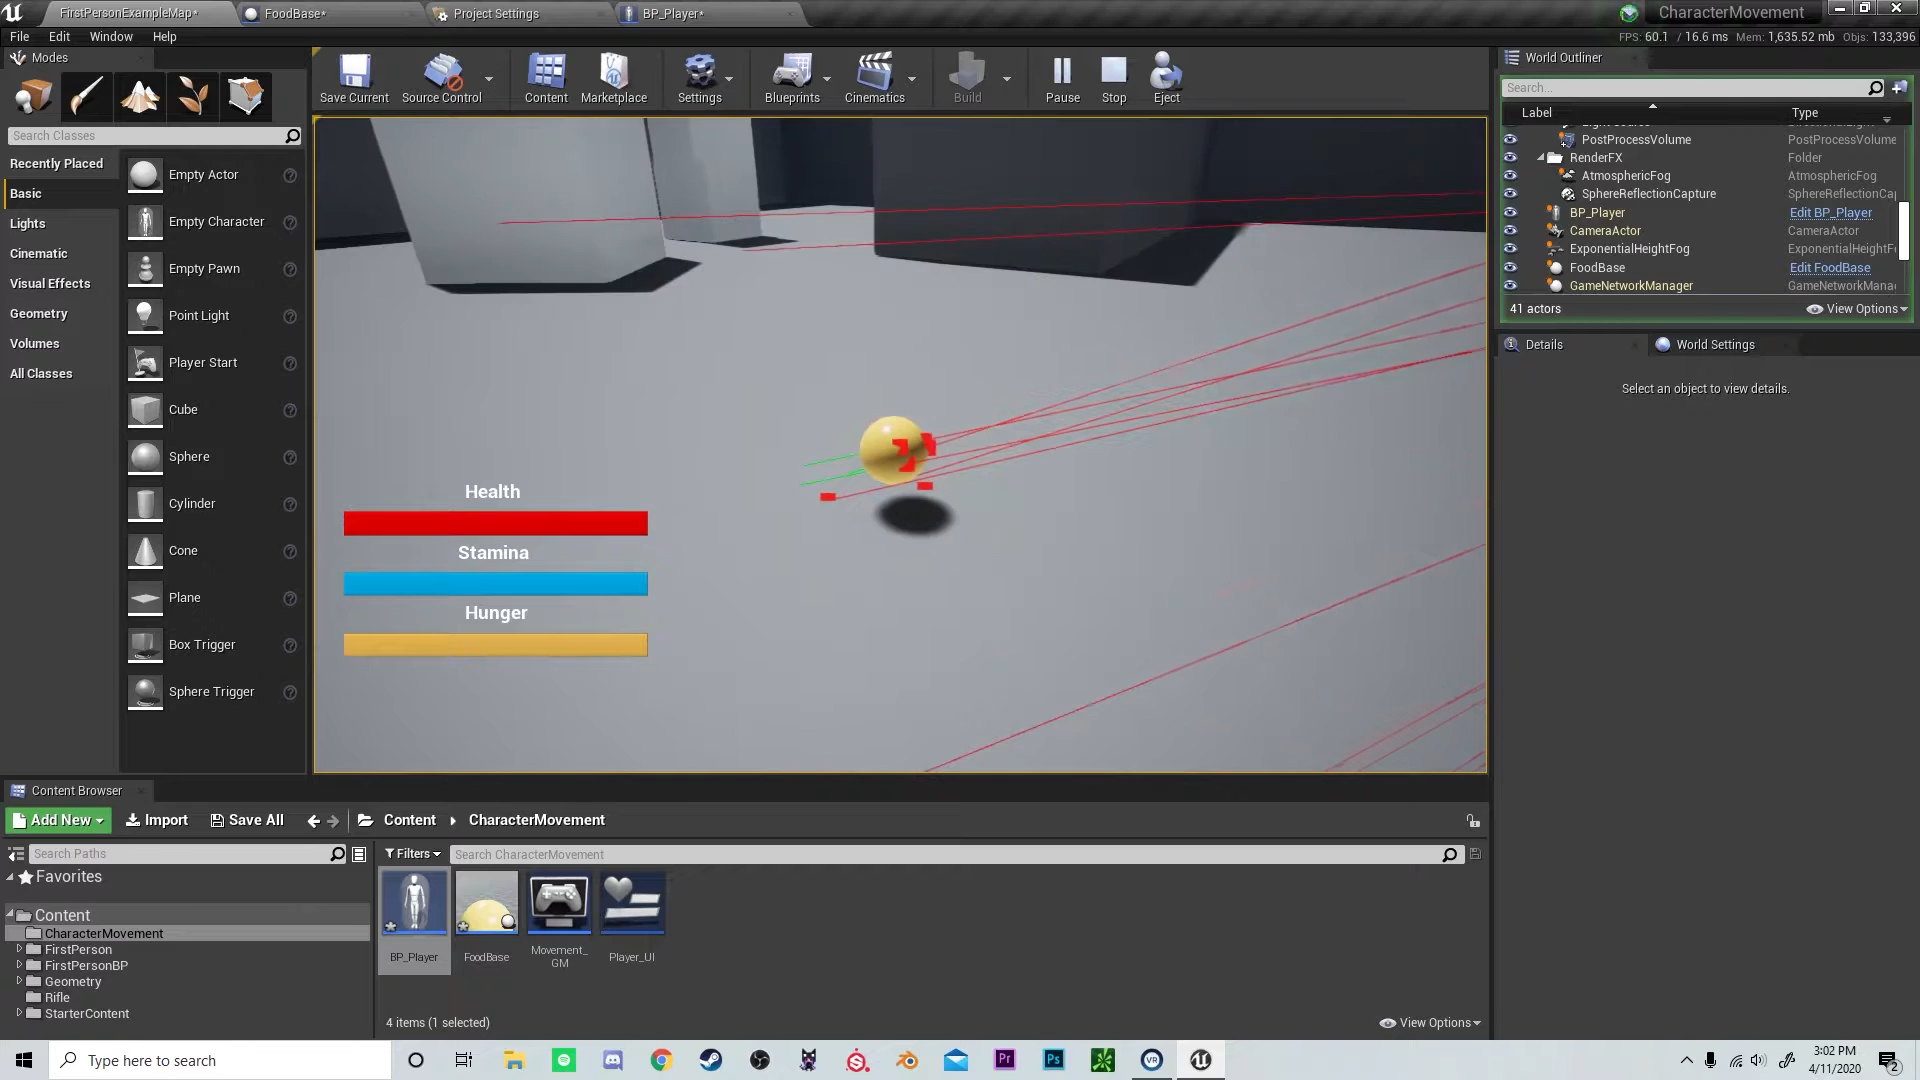 FirstPersonExampleMap*
FoodBase*
Project Settings
BP_Player*
CharacterMovement
File Edit Window Help
FPS: 60.1 / 16.6 ms Mem: 1,635.52 mb Objs: 133,396
Modes
Save Current
Source Control
Content
Marketplace
Settings
Blueprints
Cinematics
Build
Pause
Stop
Eject
Search Classes
Recently Placed
Basic
Lights
Cinematic
Visual Effects
Geometry
Volumes
All Classes
Empty Actor
Empty Character
Empty Pawn
Point Light
Player Start
Cube
Sphere
Cylinder
Cone
Plane
Box Trigger
Sphere Trigger
Health
Stamina
Hunger
World Outliner
Search...
Label Type
PostProcessVolume PostProcessVolume
RenderFX Folder
AtmosphericFog AtmosphericFog
SphereReflectionCapture SphereReflectionCap
BP_Player Edit BP_Player
CameraActor CameraActor
ExponentialHeightFog ExponentialHeightF
FoodBase Edit FoodBase
GameNetworkManager GameNetworkMana
41 actors View Options
Details World Settings
Select an object to view details.
Content Browser
Add New Import Save All Content CharacterMovement
Search Paths
Filters Search CharacterMovement
Favorites
Content
CharacterMovement
FirstPerson
FirstPersonBP
Geometry
Rifle
StarterContent
BP_Player
FoodBase
Movement_
GM
Player_UI
4 items (1 selected) View Options
Type here to search
3:02 PM
4/11/2020
2